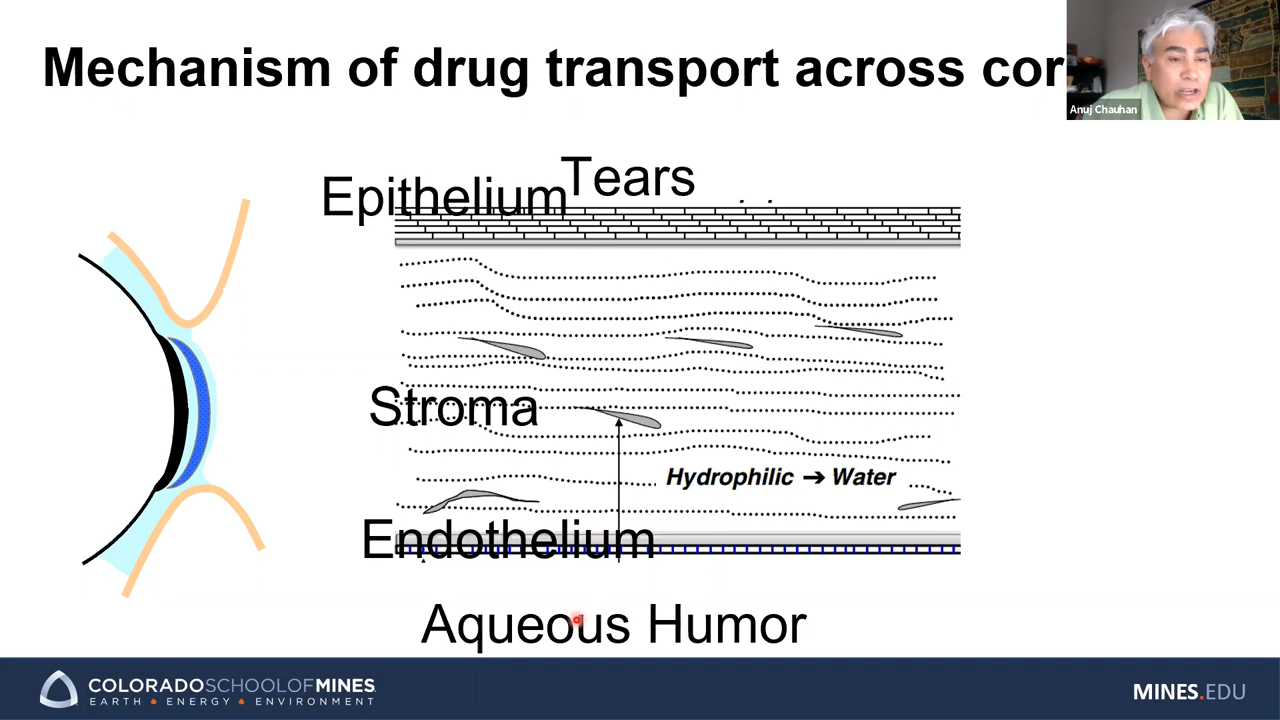 Mechanism of drug transport across cor
Anuj Chauhan
Tears
Epithelium
Stroma
Hydrophilic → Water
Endothelium
Aqueous Humor
COLORADOSCHOOLOFMINES
EARTH • ENERGY • ENVIRONMENT
MINES.EDU